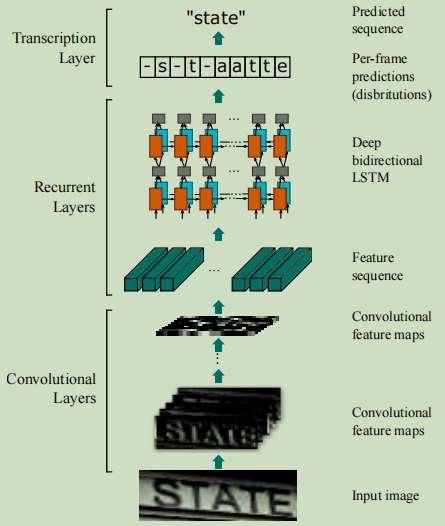 "state"
Predicted
sequence
Transcription
Layer
-s-t-aatte
Per-frame
predictions
(disbritutions)
Deep
bidirectional
LSTM
Recurrent
Layers
...
...
Feature
sequence
Convolutional
feature maps
...
Convolutional
Layers
STATE
Convolutional
feature maps
STATE
Input image